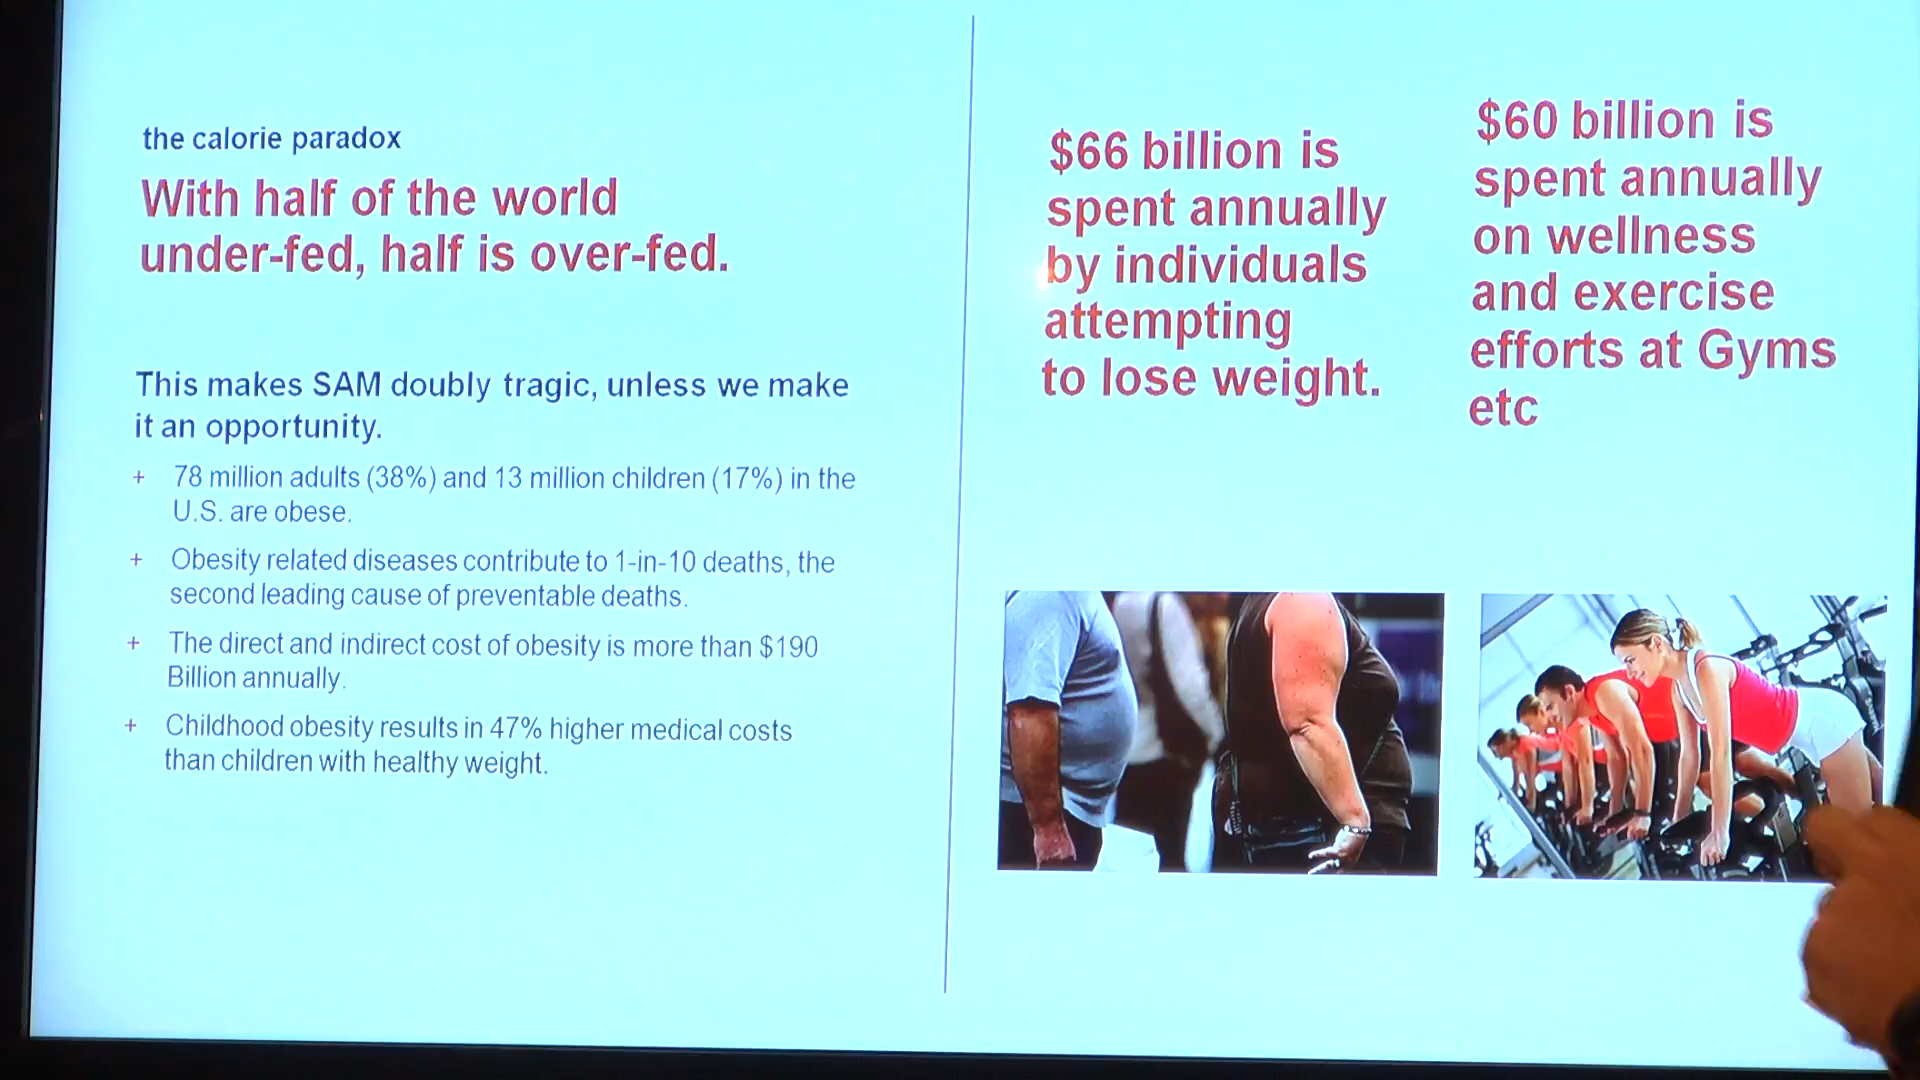 the calorie paradox
With half of the world
under-fed, half is over-fed.
This makes SAM doubly tragic, unless we make
it an opportunity.
+ 78 million adults (38%) and 13 million children (17%) in the
U.S. are obese.
+ Obesity related diseases contribute to 1-in-10 deaths, the
second leading cause of preventable deaths.
+ The direct and indirect cost of obesity is more than $190
Billion annually.
+ Childhood obesity results in 47% higher medical costs
than children with healthy weight.
$66 billion is
spent annually
by individuals
attempting
to lose weight.
$60 billion is
spent annually
on wellness
and exercise
efforts at Gyms
etc